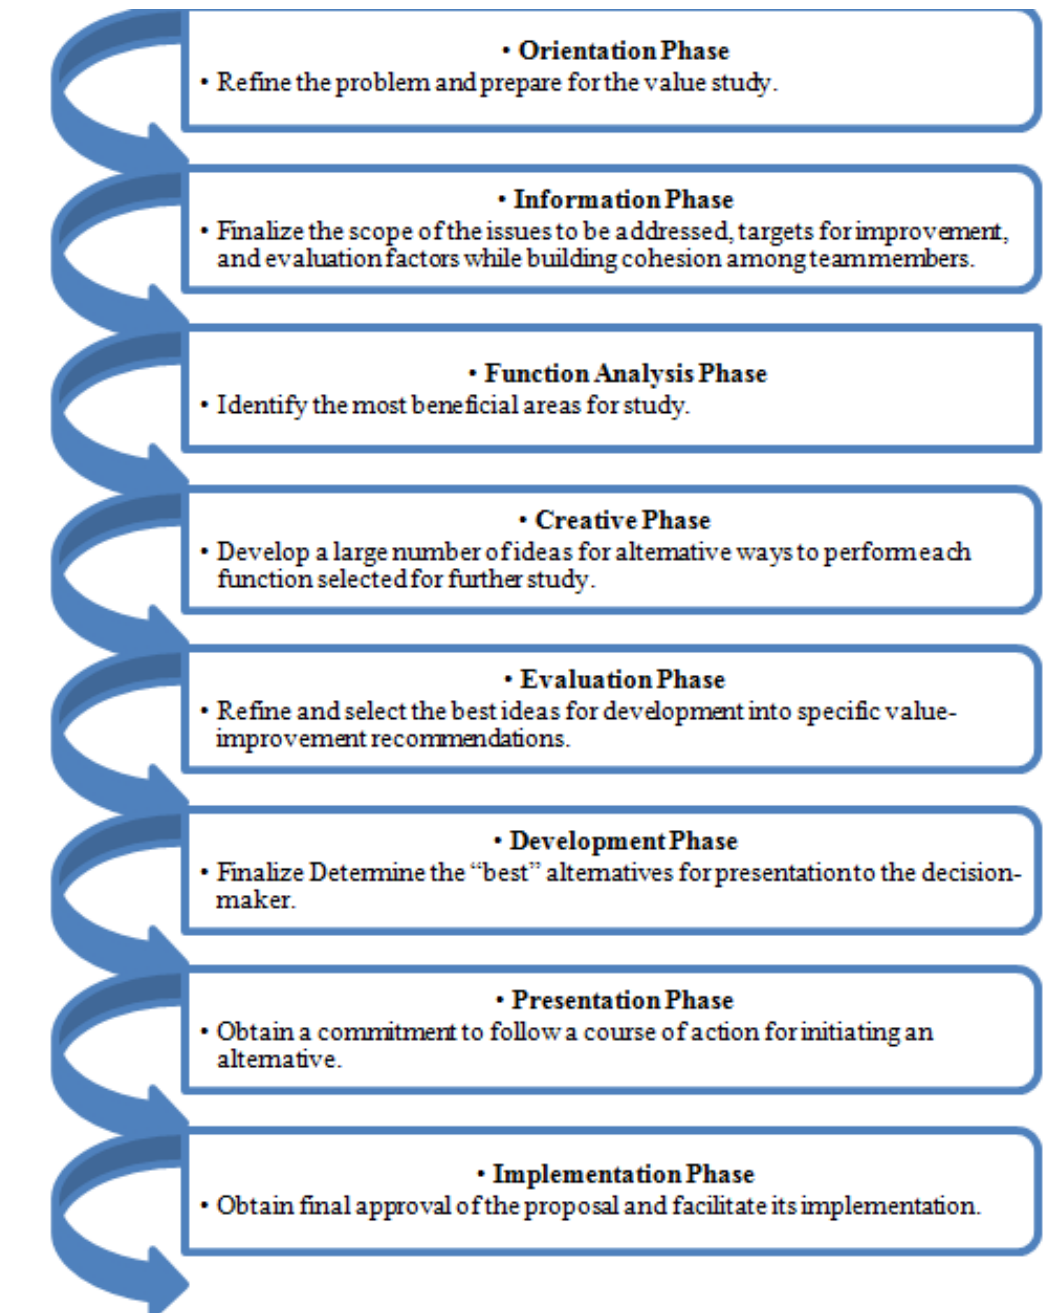 • Orientation Phase
• Refine the problem and prepare for the value study.
• Information Phase
• Finalize the scope of the issues to be addressed, targets for improvement,
and evaluation factors while building cohesion among team members.
• Function Analysis Phase
• Identify the most beneficial areas for study.
• Creative Phase
• Develop a large number of ideas for alternative ways to perform each
function selected for further study.
• Evaluation Phase
• Refine and select the best ideas for development into specific value-
improvement recommendations.
• Development Phase
• Finalize Determine the “best” alternatives for presentation to the decision-
maker.
• Presentation Phase
• Obtain a commitment to follow a course of action for initiating an
alternative.
• Implementation Phase
• Obtain final approval of the proposal and facilitate its implementation.